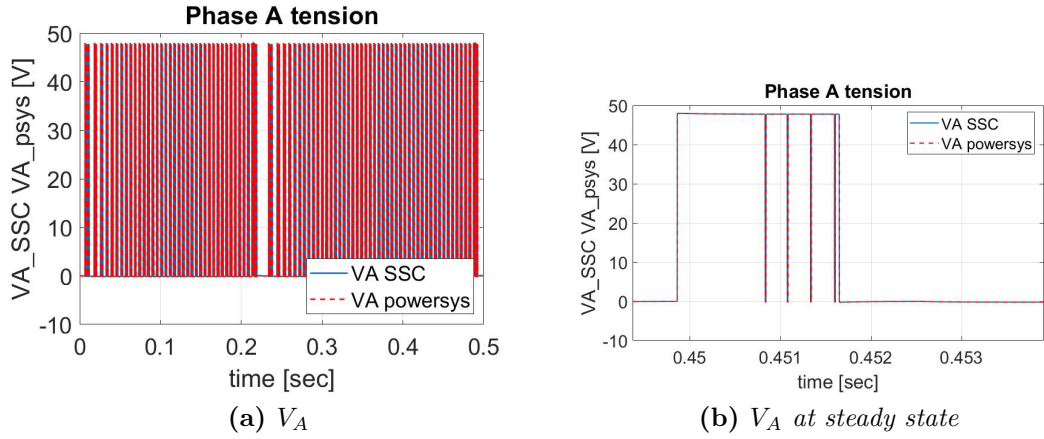 Phase A tension
VA_SSC VA_psys [V]
50
40
30
20
10
0
-10
VA SSC
VA powersys
0 0.1 0.2 0.3 0.4 0.5
time [sec]
(a) V_A
Phase A tension
VA_SSC VA_psys [V]
50
40
30
20
10
0
-10
VA SSC
VA powersys
0.45 0.451 0.452 0.453
time [sec]
(b) V_A at steady state